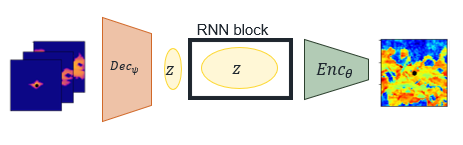 RNN block
Dec_ψ
z
z
Enc_θ